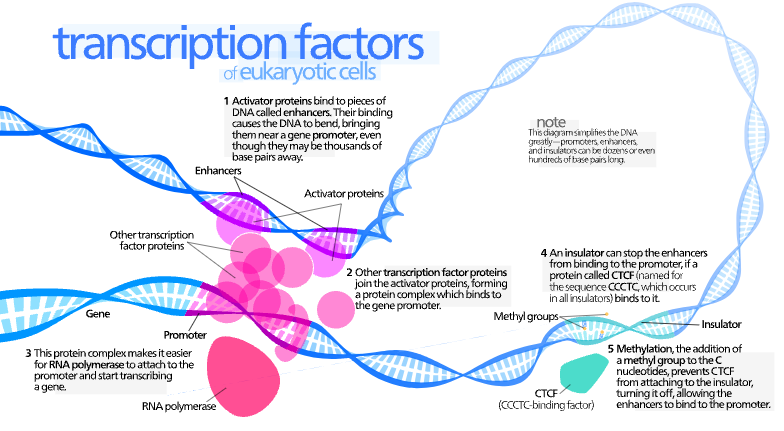 transcription factors
of eukaryotic cells
1 Activator proteins bind to pieces of
DNA called enhancers. Their binding
causes the DNA to bend, bringing
them near a gene promoter, even
though they may be thousands of
base pairs away.
note
This diagram simplifies the DNA
greatly—promoters, enhancers,
and insulators can be dozens or even
hundreds of base pairs long.
Enhancers
Activator proteins
Other transcription
factor proteins
2 Other transcription factor proteins
join the activator proteins, forming
a protein complex which binds to
the gene promoter.
4 An insulator can stop the enhancers
from binding to the promoter, if a
protein called CTCF (named for
the sequence CCCTC, which occurs
in all insulators) binds to it.
Gene
Promoter
Methyl groups
Insulator
3 This protein complex makes it easier
for RNA polymerase to attach to the
promoter and start transcribing
a gene.
RNA polymerase
5 Methylation, the addition of
a methyl group to the C
nucleotides, prevents CTCF
from attaching to the insulator,
turning it off, allowing the
enhancers to bind to the promoter.
CTCF
(CCCTC-binding factor)